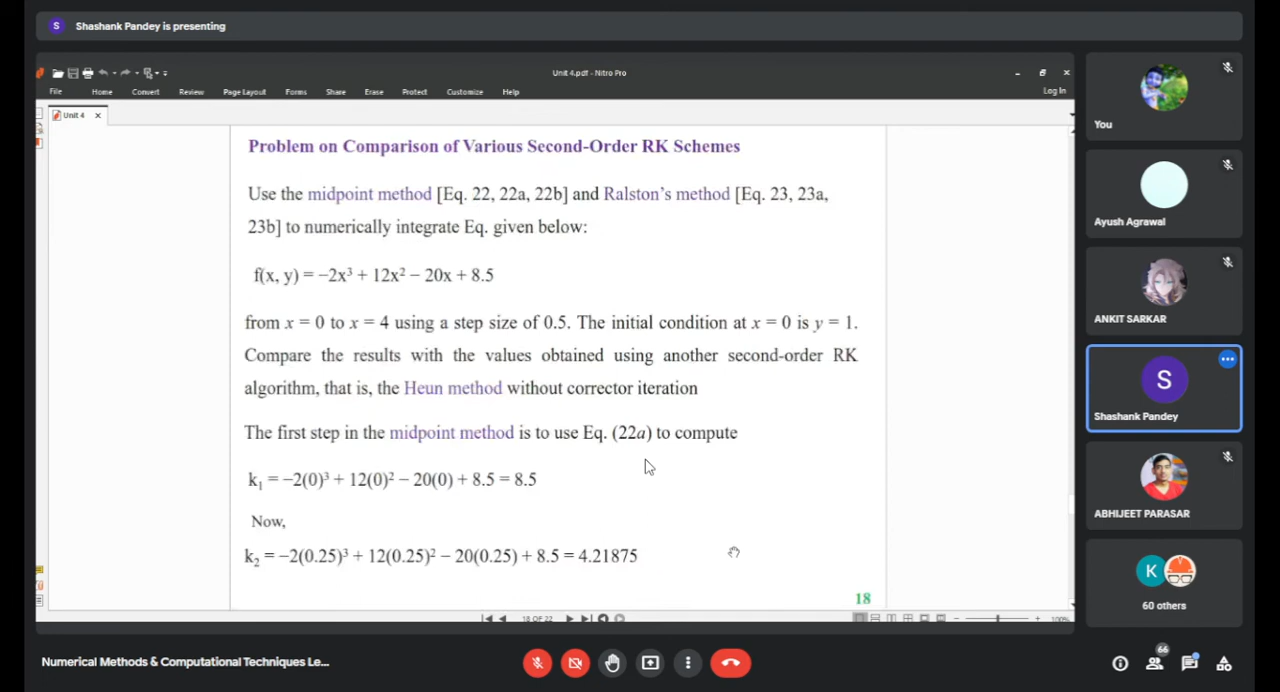 S Shashank Pandey is presenting
Unit 4.pdf - Nitro Pro
File Home Convert Review Page Layout Forms Share Erase Protect Customize Help Log In
Unit 4
Problem on Comparison of Various Second-Order RK Schemes
Use the midpoint method [Eq. 22, 22a, 22b] and Ralston's method [Eq. 23, 23a,
23b] to numerically integrate Eq. given below:
f(x, y) = −2x³ + 12x² − 20x + 8.5
from x = 0 to x = 4 using a step size of 0.5. The initial condition at x = 0 is y = 1.
Compare the results with the values obtained using another second-order RK
algorithm, that is, the Heun method without corrector iteration
The first step in the midpoint method is to use Eq. (22a) to compute
k₁ = −2(0)³ + 12(0)² − 20(0) + 8.5 = 8.5
Now,
k₂ = −2(0.25)³ + 12(0.25)² − 20(0.25) + 8.5 = 4.21875
18
18 OF 22
100%
You
Ayush Agrawal
ANKIT SARKAR
S
Shashank Pandey
ABHIJEET PARASAR
K
60 others
Numerical Methods & Computational Techniques Le...
66